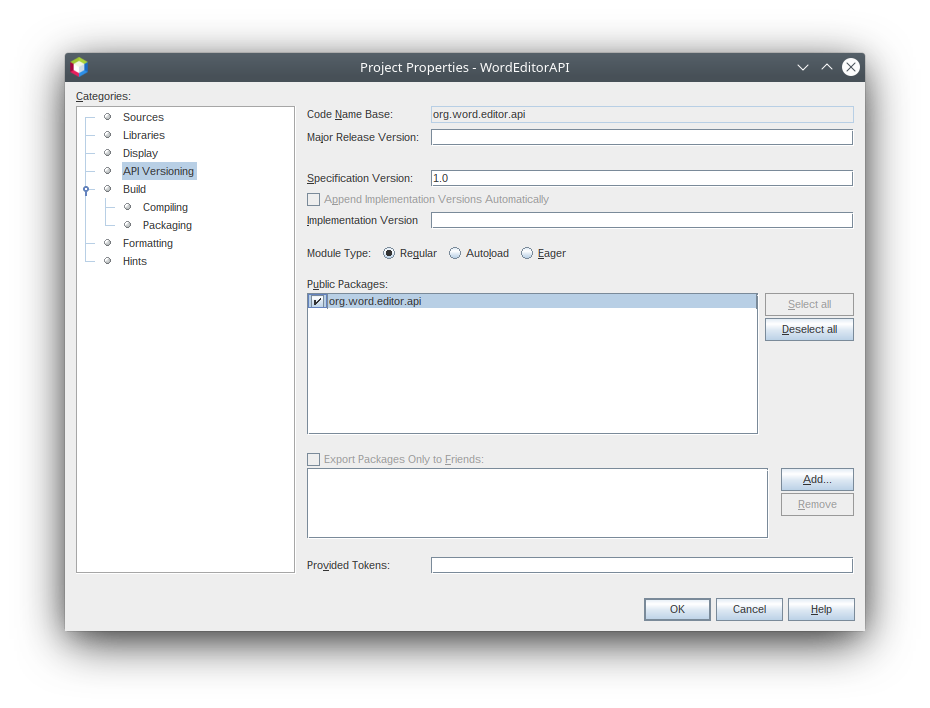 Project Properties - WordEditorAPI
Categories:
Sources
Libraries
Display
API Versioning
Build
Compiling
Packaging
Formatting
Hints
Code Name Base: org.word.editor.api
Major Release Version:
Specification Version: 1.0
Append Implementation Versions Automatically
Implementation Version
Module Type: Regular Autoload Eager
Public Packages:
org.word.editor.api
Select all
Deselect all
Export Packages Only to Friends:
Add...
Remove
Provided Tokens:
OK Cancel Help